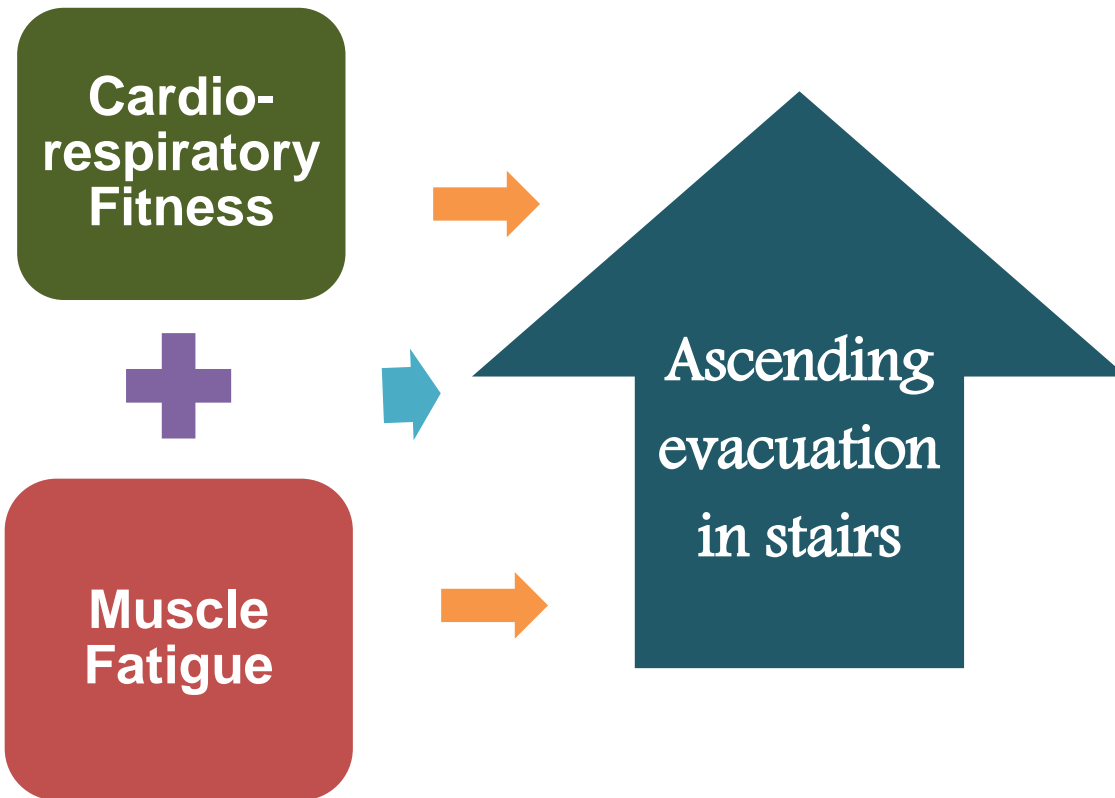 Cardio-
respiratory
Fitness
Muscle
Fatigue
Ascending
evacuation
in stairs